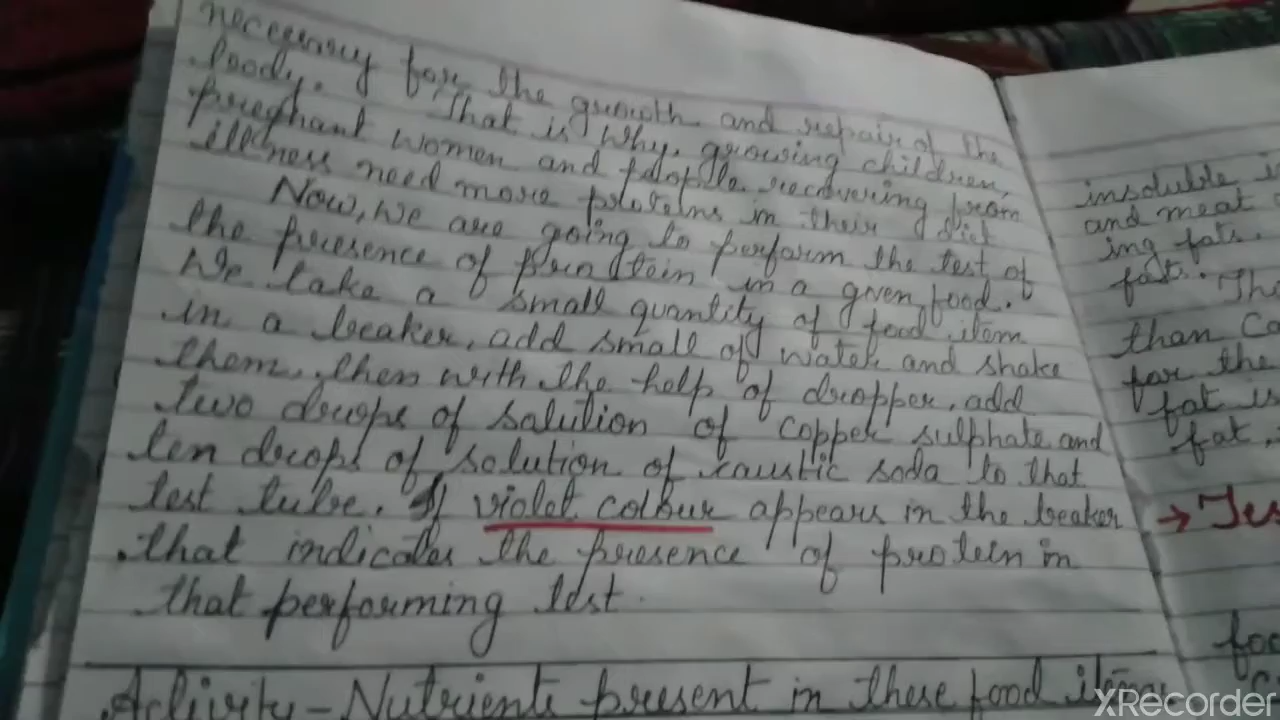 necessary for the growth and repair of the
body. That is why, growing children,
pregnant women and people recovering from
illness need more proteins in their diet
Now, we are going to perform the test of
the presence of protein in a given food.
We take a small quantity of food item
in a beaker, add small of water and shake
them, then with the help of dropper, add
two drops of solution of copper sulphate and
ten drops of solution of caustic soda to that
test tube. If violet colour appears in the beaker
that indicates the presence of protein in
that performing test.
Activity - Nutrients present in these food items
insoluble i
and meat
ing fats.
fat. Tha
than Ca
for the
fat is
fat,
→ Tes
foo
XRecorder